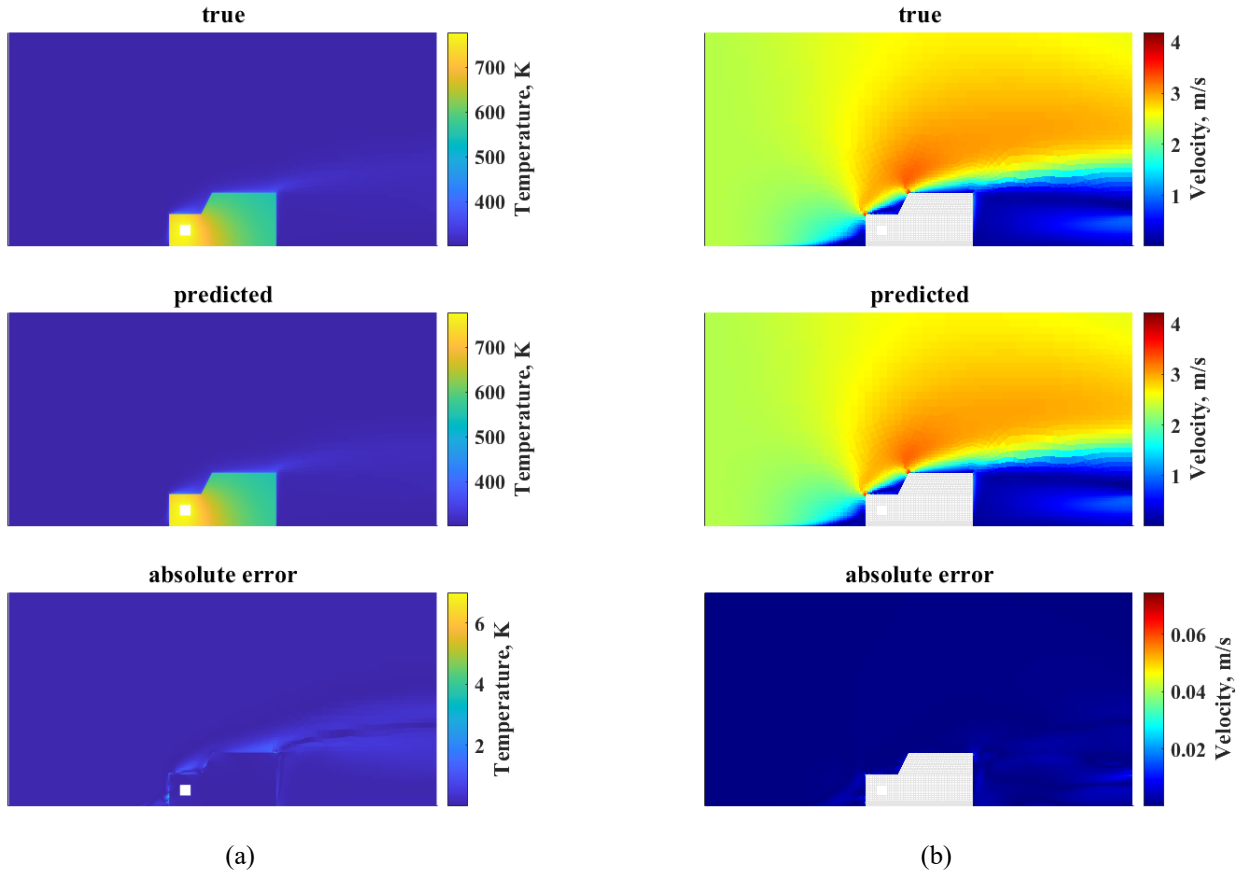 true
true
700
600
500
400
300
Temperature, K
4
3
2
1
Velocity, m/s
predicted
predicted
700
600
500
400
300
Temperature, K
4
3
2
1
Velocity, m/s
absolute error
absolute error
6
4
2
Temperature, K
0.06
0.04
0.02
Velocity, m/s
(a)
(b)